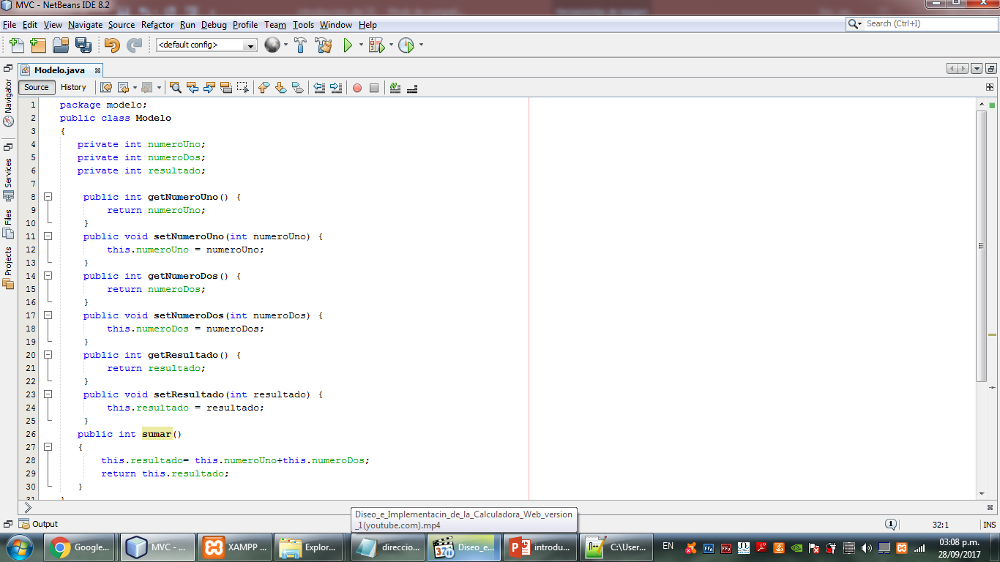 MVC - NetBeans IDE 8.2
File Edit View Navigate Source Refactor Run Debug Profile Team Tools Window Help
Search (Ctrl+I)
<default config>
Modelo.java
Source History
Navigator
Services
Files
Projects
1 package modelo;
2 public class Modelo
3 {
4 private int numeroUno;
5 private int numeroDos;
6 private int resultado;
7
8 public int getNumeroUno() {
9 return numeroUno;
10 }
11 public void setNumeroUno(int numeroUno) {
12 this.numeroUno = numeroUno;
13 }
14 public int getNumeroDos() {
15 return numeroDos;
16 }
17 public void setNumeroDos(int numeroDos) {
18 this.numeroDos = numeroDos;
19 }
20 public int getResultado() {
21 return resultado;
22 }
23 public void setResultado(int resultado) {
24 this.resultado = resultado;
25 }
26 public int sumar()
27 {
28 this.resultado= this.numeroUno+this.numeroDos;
29 return this.resultado;
30 }
31 }
Diseo_e_Implementacin_de_la_Calculadora_Web_version
_1(youtube.com).mp4
Output
1 32:1 INS
Google... MVC - ... XAMPP ... Explor... direccio... Diseo_e... introdu... C:\User...
EN
03:08 p.m.
28/09/2017